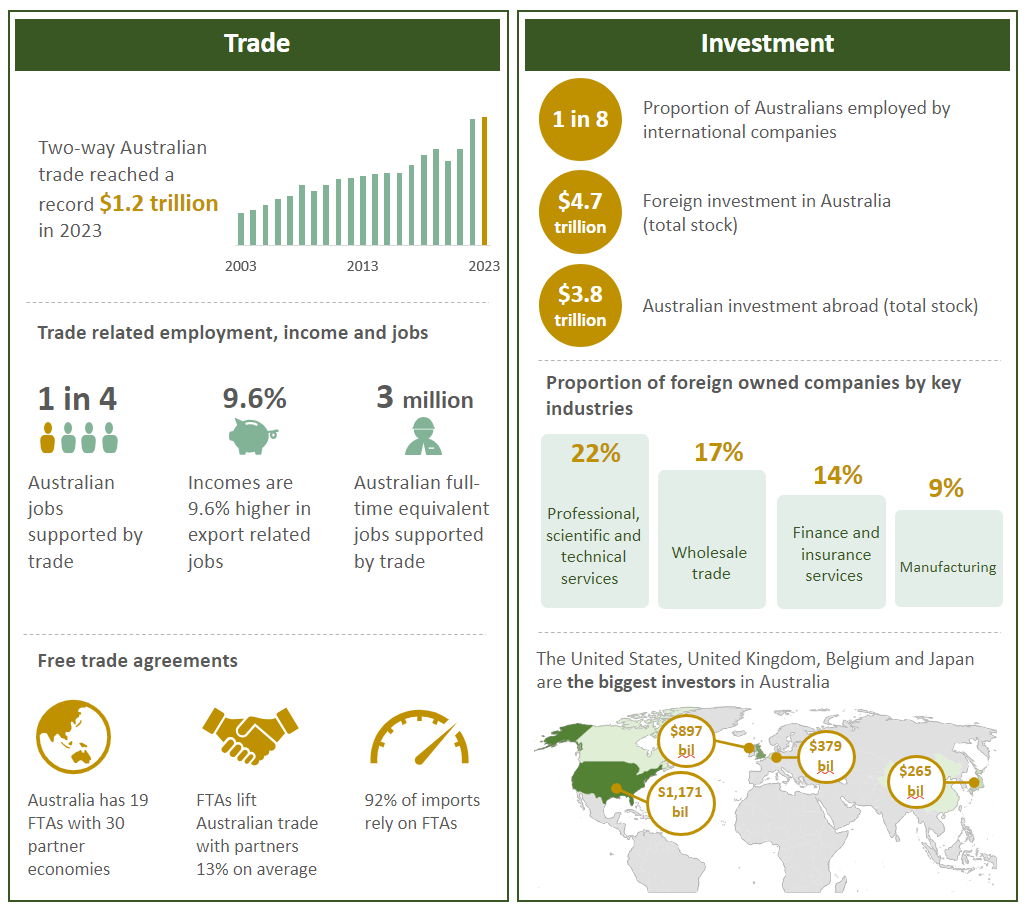 Trade
Two-way Australian
trade reached a
record $1.2 trillion
in 2023
2003
2013
2023
Trade related employment, income and jobs
1 in 4
Australian
jobs
supported by
trade
9.6%
Incomes are
9.6% higher in
export related
jobs
3 million
Australian full-
time equivalent
jobs supported
by trade
Free trade agreements
Australia has 19
FTAs with 30
partner
economies
FTAs lift
Australian trade
with partners
13% on average
92% of imports
rely on FTAs
Investment
1 in 8
Proportion of Australians employed by
international companies
$4.7
trillion
Foreign investment in Australia
(total stock)
$3.8
trillion
Australian investment abroad (total stock)
Proportion of foreign owned companies by key
industries
22%
Professional,
scientific and
technical
services
17%
Wholesale
trade
14%
Finance and
insurance
services
9%
Manufacturing
The United States, United Kingdom, Belgium and Japan
are the biggest investors in Australia
$897
bil
$379
bil
$265
bil
$1,171
bil